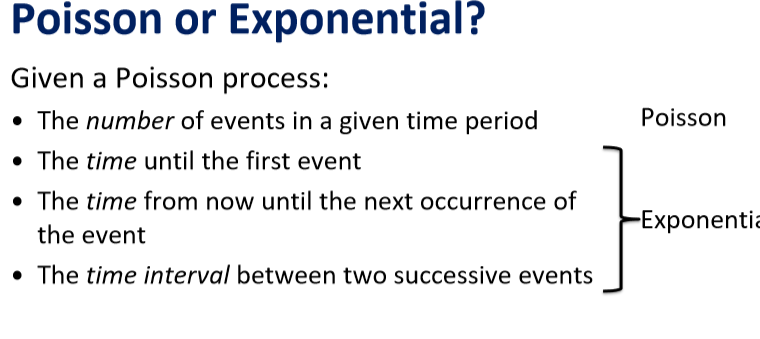 Poisson or Exponential?
Given a Poisson process:
• The number of events in a given time period
Poisson
• The time until the first event
• The time from now until the next occurrence of
the event
• The time interval between two successive events
Exponentia